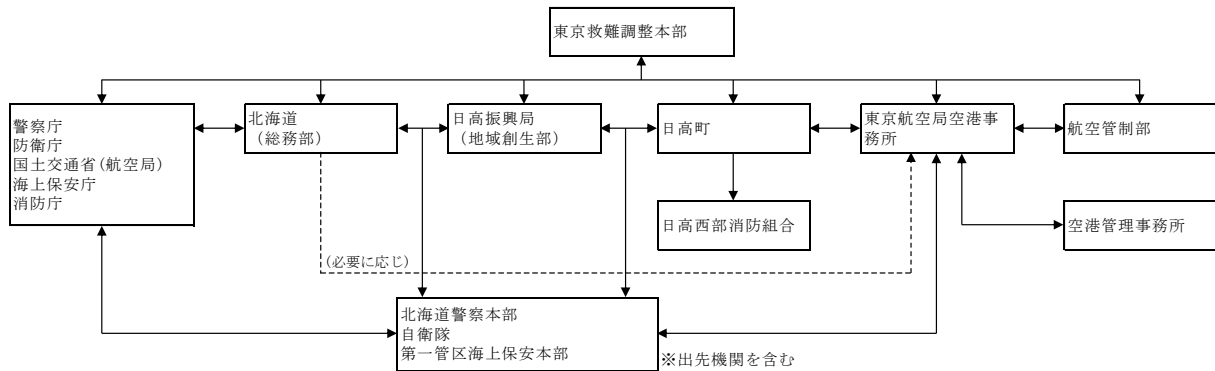 東京救難調整本部
警察庁
防衛庁
国土交通省(航空局)
海上保安庁
消防庁
北海道
(総務部)
日高振興局
(地域創生部)
日高町
東京航空局空港事
務所
航空管制部
日高西部消防組合
空港管理事務所
(必要に応じ)
北海道警察本部
自衛隊
第一管区海上保安本部
※出先機関を含む